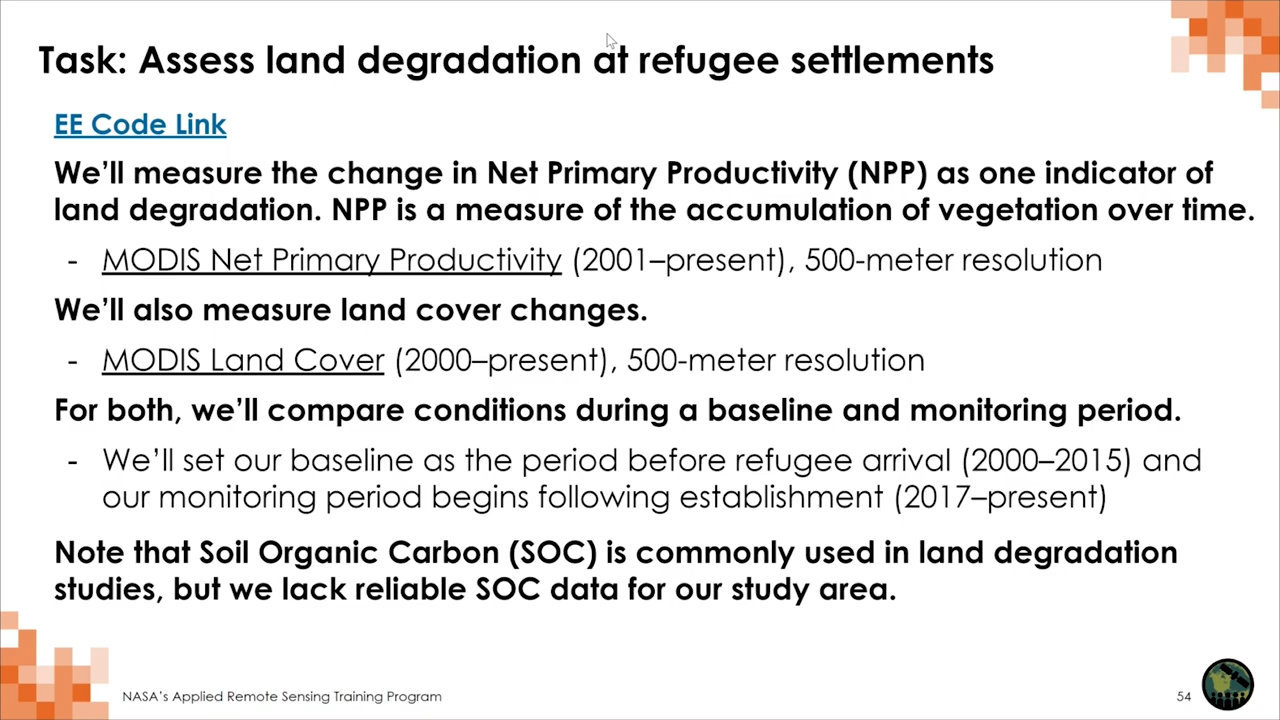 Task: Assess land degradation at refugee settlements
EE Code Link
We’ll measure the change in Net Primary Productivity (NPP) as one indicator of
land degradation. NPP is a measure of the accumulation of vegetation over time.
- MODIS Net Primary Productivity (2001–present), 500-meter resolution
We’ll also measure land cover changes.
- MODIS Land Cover (2000–present), 500-meter resolution
For both, we’ll compare conditions during a baseline and monitoring period.
- We’ll set our baseline as the period before refugee arrival (2000–2015) and
our monitoring period begins following establishment (2017–present)
Note that Soil Organic Carbon (SOC) is commonly used in land degradation
studies, but we lack reliable SOC data for our study area.
NASA’s Applied Remote Sensing Training Program
54